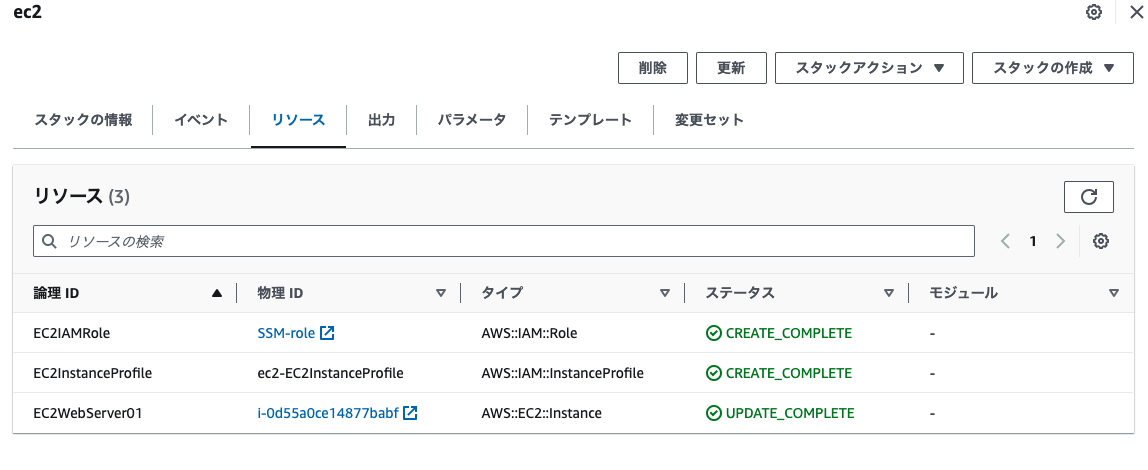 ec2
削除 更新 スタックアクション スタックの作成
スタックの情報 イベント リソース 出力 パラメータ テンプレート 変更セット
リソース (3)
リソースの検索 1
論理 ID 物理 ID タイプ ステータス モジュール
EC2IAMRole SSM-role AWS::IAM::Role CREATE_COMPLETE -
EC2InstanceProfile ec2-EC2InstanceProfile AWS::IAM::InstanceProfile CREATE_COMPLETE -
EC2WebServer01 i-0d55a0ce14877babf AWS::EC2::Instance UPDATE_COMPLETE -